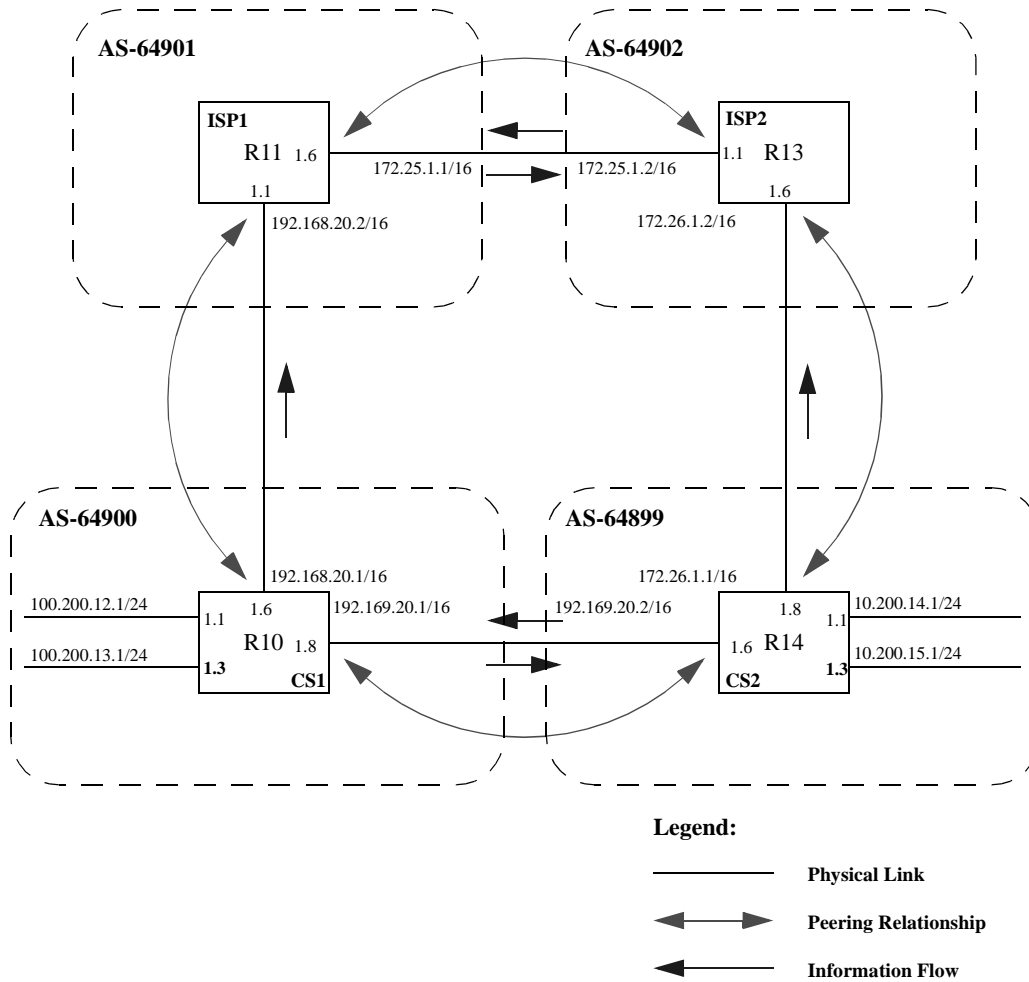 AS-64901
AS-64902
ISP1
R11
1.6
1.1
ISP2
1.1
R13
1.6
172.25.1.1/16
172.25.1.2/16
192.168.20.2/16
172.26.1.2/16
AS-64900
AS-64899
192.168.20.1/16
172.26.1.1/16
100.200.12.1/24
192.169.20.1/16
192.169.20.2/16
10.200.14.1/24
1.1
1.6
R10
1.8
100.200.13.1/24
1.3
CS1
1.8
1.1
1.6
R14
10.200.15.1/24
1.3
CS2
Legend:
Physical Link
Peering Relationship
Information Flow